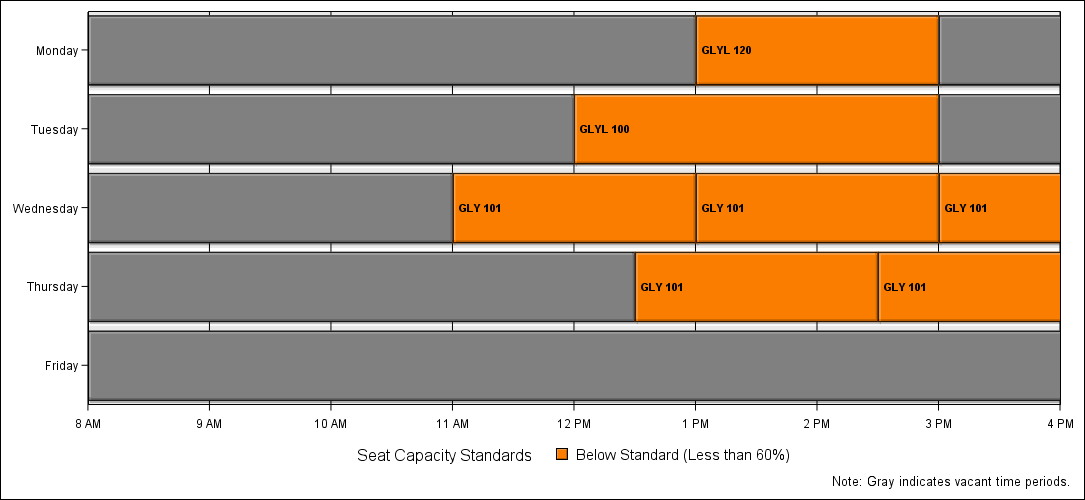 Monday
GLYL 120
Tuesday
GLYL 100
Wednesday
GLY 101
GLY 101
GLY 101
Thursday
GLY 101
GLY 101
Friday
8 AM 9 AM 10 AM 11 AM 12 PM 1 PM 2 PM 3 PM 4 PM
Seat Capacity Standards Below Standard (Less than 60%)
Note: Gray indicates vacant time periods.